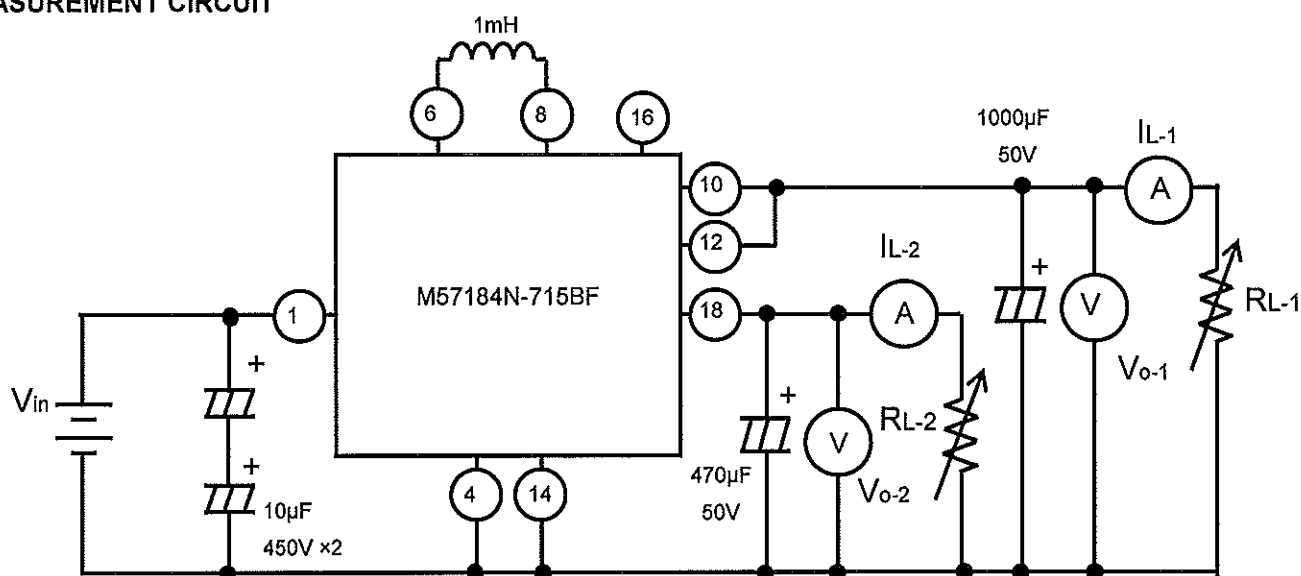 ASUREMENT CIRCUIT
1mH
6
8
16
1000µF
50V
IL-1
A
10
12
IL-2
M57184N-715BF
1
18
A
+
V
RL-1
Vo-1
+
Vin
+
RL-2
V
+
4
14
470µF
50V
Vo-2
10µF
450V ×2